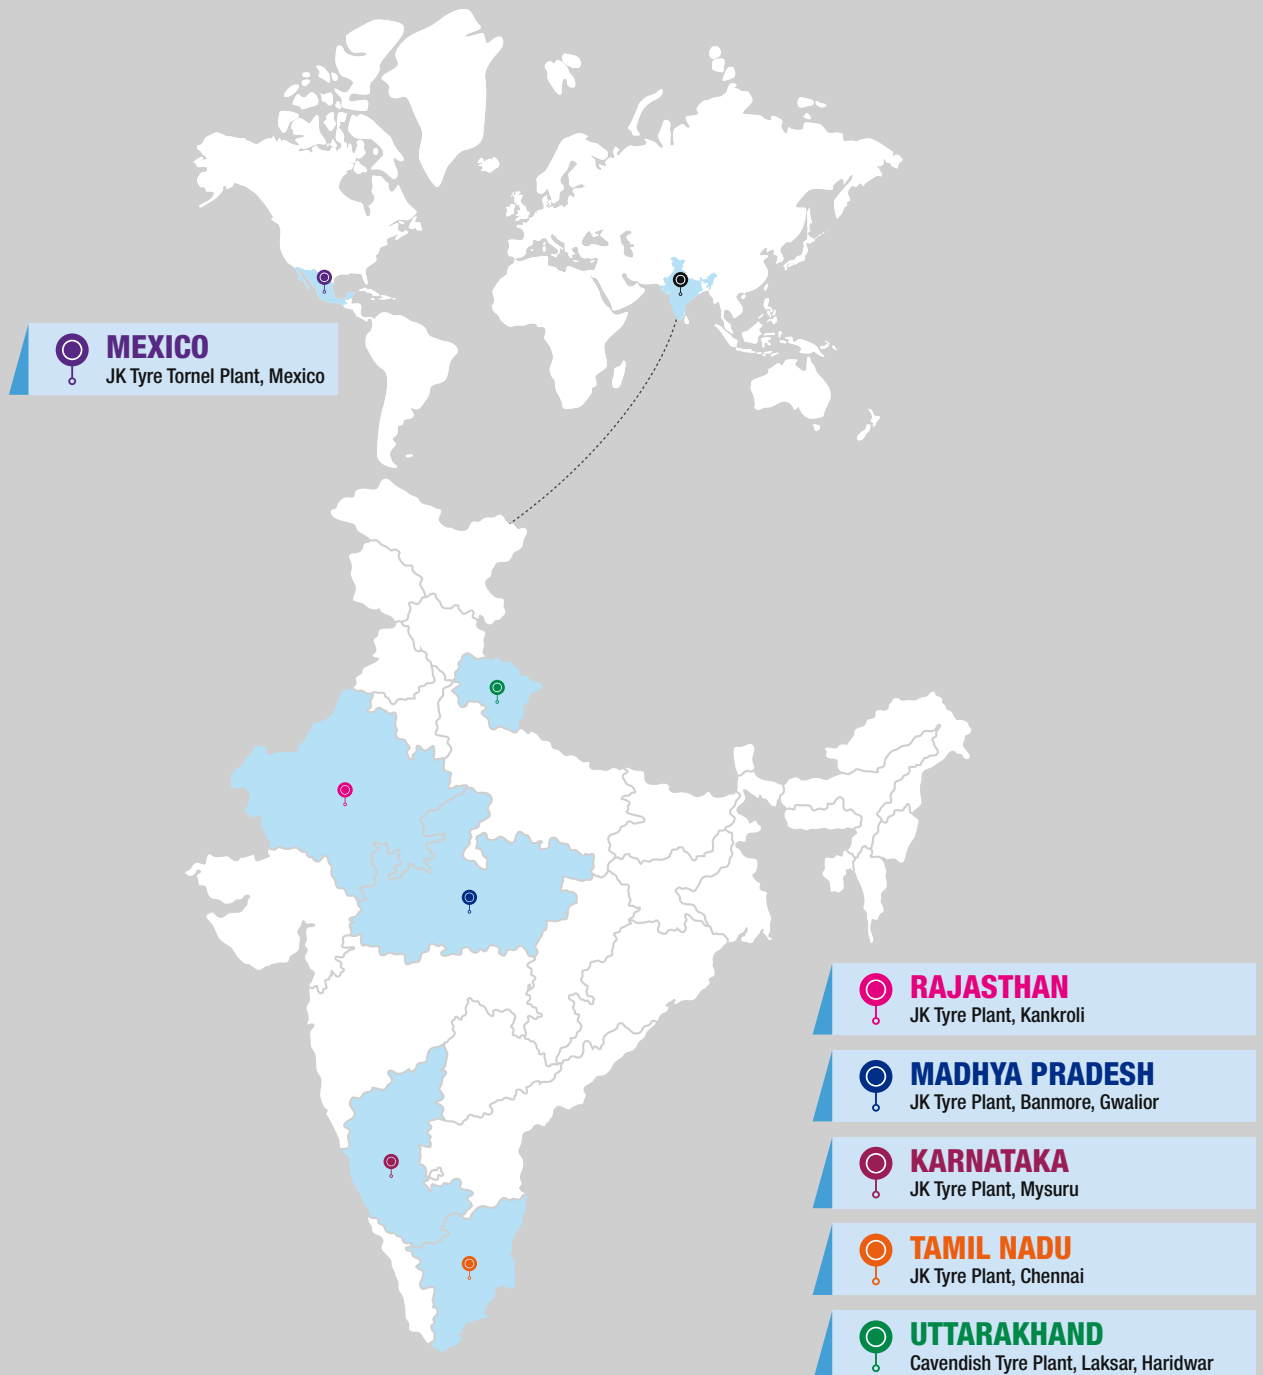 MEXICO
JK Tyre Tornel Plant, Mexico
RAJASTHAN
JK Tyre Plant, Kankroli
MADHYA PRADESH
JK Tyre Plant, Banmore, Gwalior
KARNATAKA
JK Tyre Plant, Mysuru
TAMIL NADU
JK Tyre Plant, Chennai
UTTARAKHAND
Cavendish Tyre Plant, Laksar, Haridwar